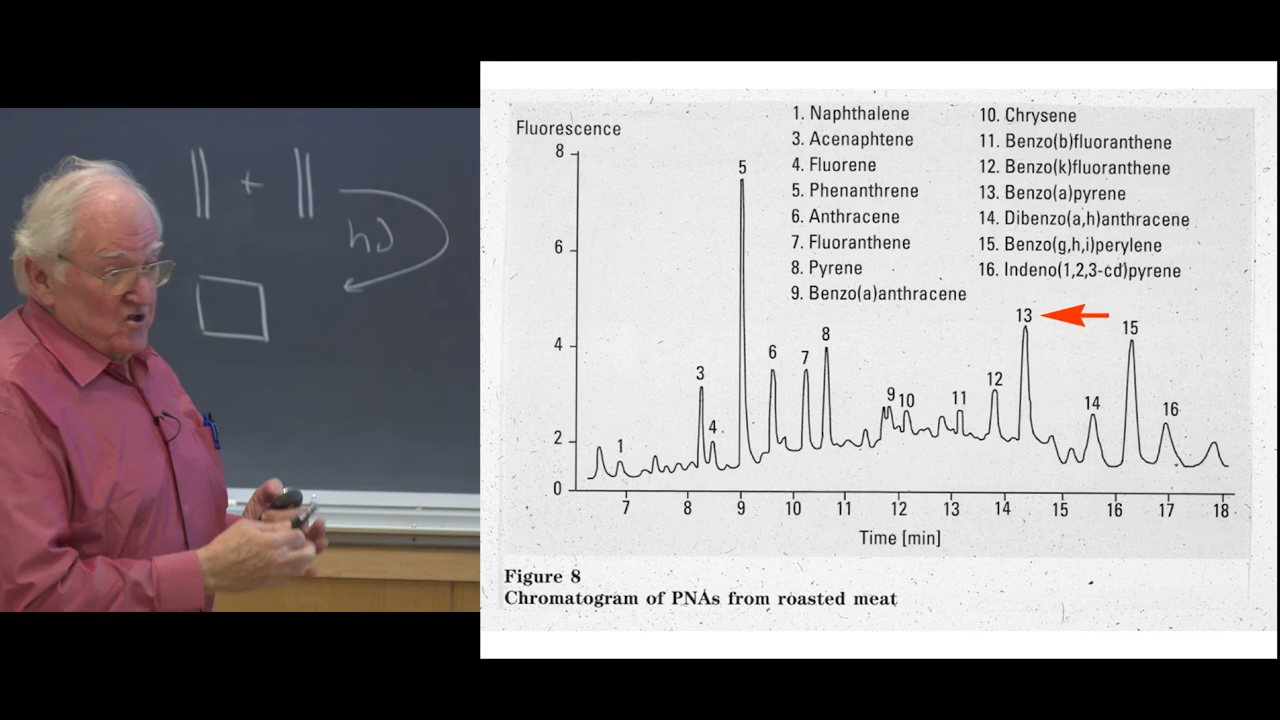 || + ||
hν
Fluorescence
8
6
4
2
0
1. Naphthalene
3. Acenaphtene
4. Fluorene
5. Phenanthrene
6. Anthracene
7. Fluoranthene
8. Pyrene
9. Benzo(a)anthracene
10. Chrysene
11. Benzo(b)fluoranthene
12. Benzo(k)fluoranthene
13. Benzo(a)pyrene
14. Dibenzo(a,h)anthracene
15. Benzo(g,h,i)perylene
16. Indeno(1,2,3-cd)pyrene
1
3
4
5
6
7
8
9
10
11
12
13
14
15
16
7 8 9 10 11 12 13 14 15 16 17 18
Time [min]
Figure 8
Chromatogram of PNAs from roasted meat